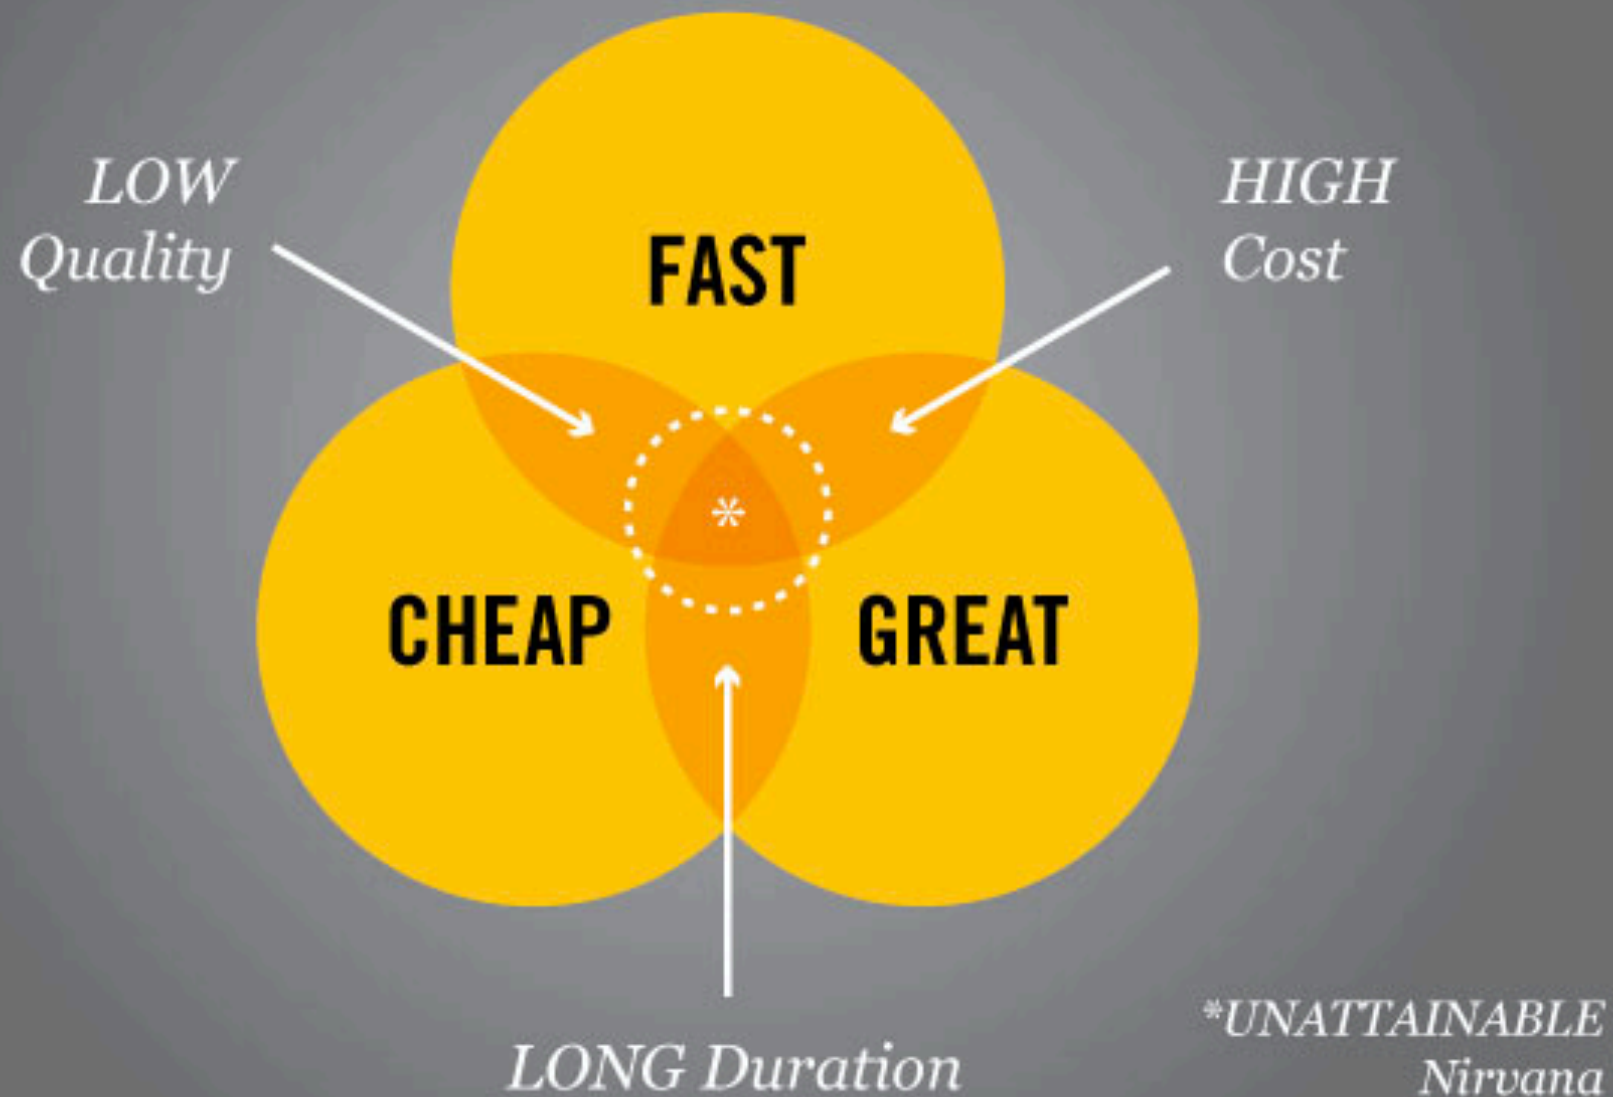 FAST
LOW
Quality
HIGH
Cost
*
CHEAP
GREAT
LONG Duration
*UNATTAINABLE
Nirvana